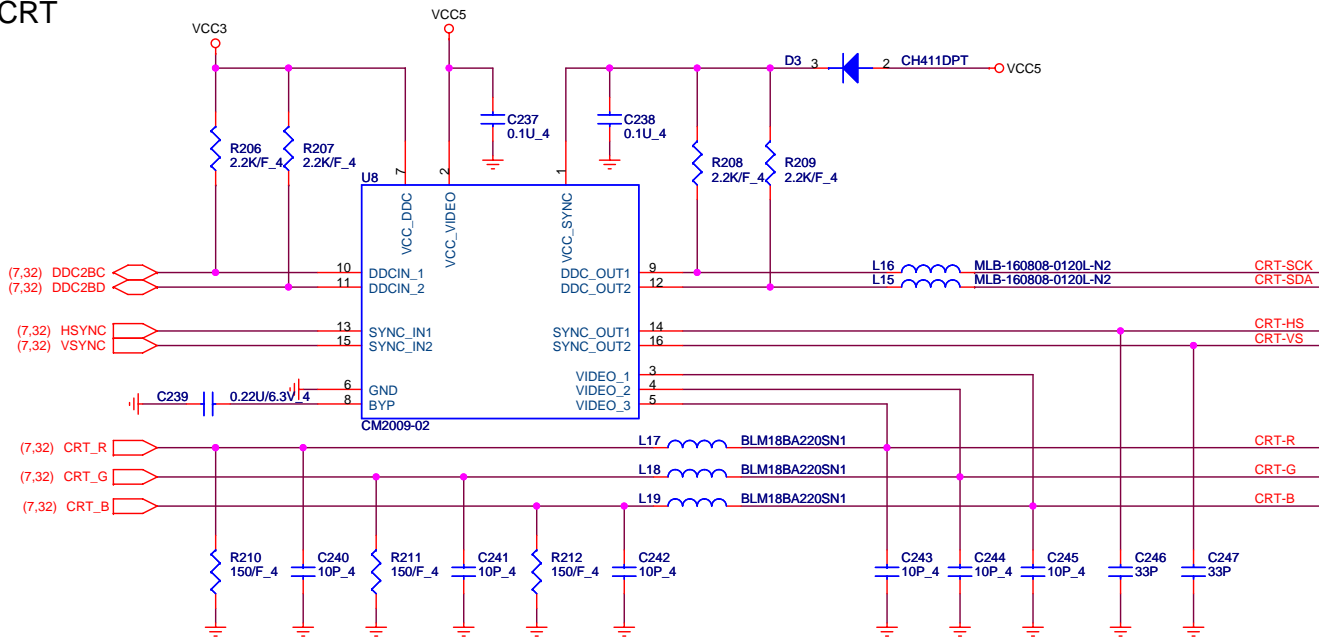 CRT
VCC3
VCC5
D3 3 2 CH411DPT
VCC5
C237
0.1U_4
C238
0.1U_4
R206
2.2K/F_4
R207
2.2K/F_4
R208
2.2K/F_4
R209
2.2K/F_4
U8
7
2
1
VCC_DDC
VCC_VIDEO
VCC_SYNC
(7,32) DDC2BC 10 DDCIN_1 DDC_OUT1 9 L16 MLB-160808-0120L-N2 CRT-SCK
(7,32) DDC2BD 11 DDCIN_2 DDC_OUT2 12 L15 MLB-160808-0120L-N2 CRT-SDA
(7,32) HSYNC 13 SYNC_IN1 SYNC_OUT1 14 CRT-HS
(7,32) VSYNC 15 SYNC_IN2 SYNC_OUT2 16 CRT-VS
VIDEO_1 3
6 GND VIDEO_2 4
C239 0.22U/6.3V_4 8 BYP VIDEO_3 5
CM2009-02
(7,32) CRT_R L17 BLM18BA220SN1 CRT-R
(7,32) CRT_G L18 BLM18BA220SN1 CRT-G
(7,32) CRT_B L19 BLM18BA220SN1 CRT-B
R210
150/F_4
C240
10P_4
R211
150/F_4
C241
10P_4
R212
150/F_4
C242
10P_4
C243
10P_4
C244
10P_4
C245
10P_4
C246
33P
C247
33P